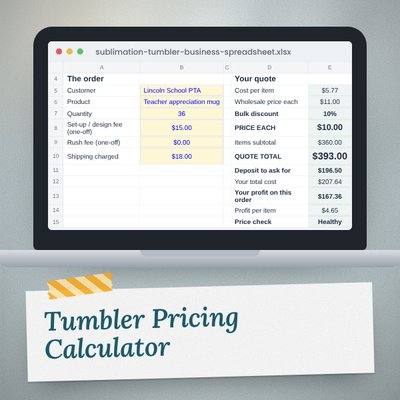 sublimation-tumbler-business-spreadsheet.xlsx
A B C D E
4 The order Your quote
5 Customer Lincoln School PTA Cost per item $5.77
6 Product Teacher appreciation mug Wholesale price each $11.00
7 Quantity 36 Bulk discount 10%
8 Set-up / design fee (one-off) $15.00 PRICE EACH $10.00
9 Rush fee (one-off) $0.00 Items subtotal $360.00
10 Shipping charged $18.00 QUOTE TOTAL $393.00
11 Deposit to ask for $196.50
12 Your total cost $207.64
13 Your profit on this order $167.36
14 Profit per item $4.65
15 Price check Healthy
Tumbler Pricing
Calculator